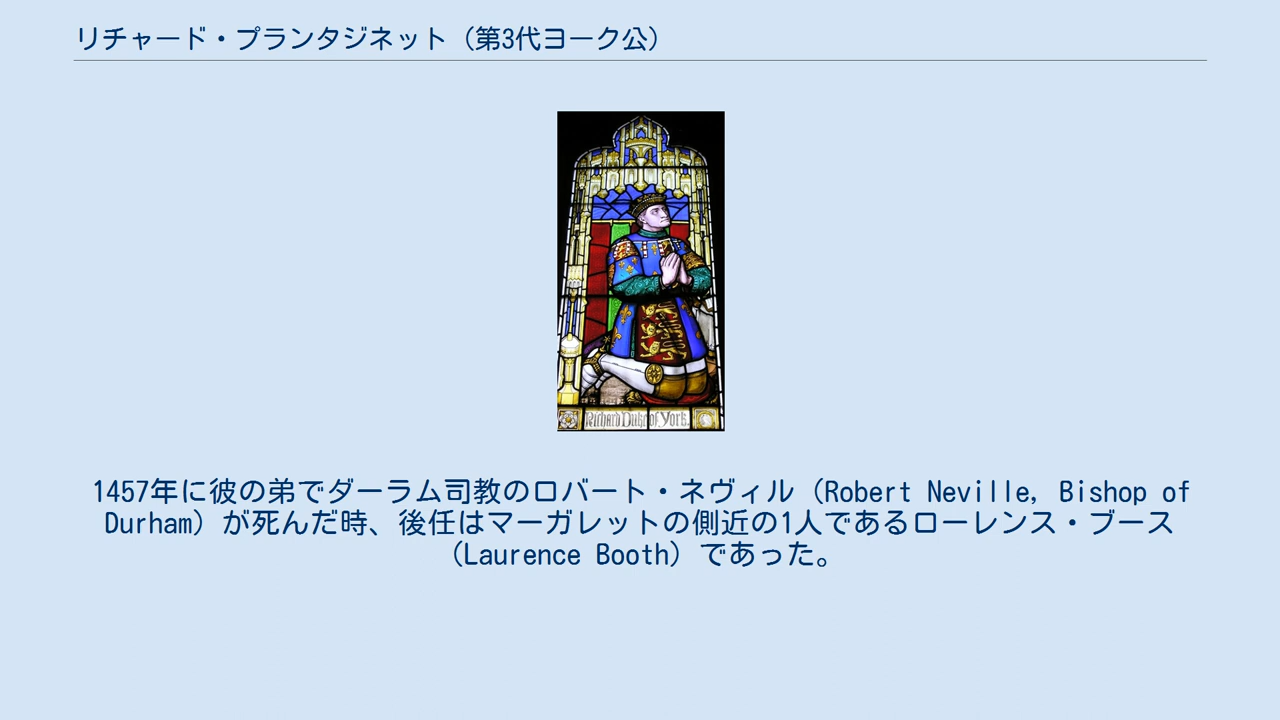 リチャード・プランタジネット（第3代ヨーク公）
Richard Duke of York.
1457年に彼の弟でダーラム司教のロバート・ネヴィル（Robert Neville, Bishop of
Durham）が死んだ時、後任はマーガレットの側近の1人であるローレンス・ブース
（Laurence Booth）であった。